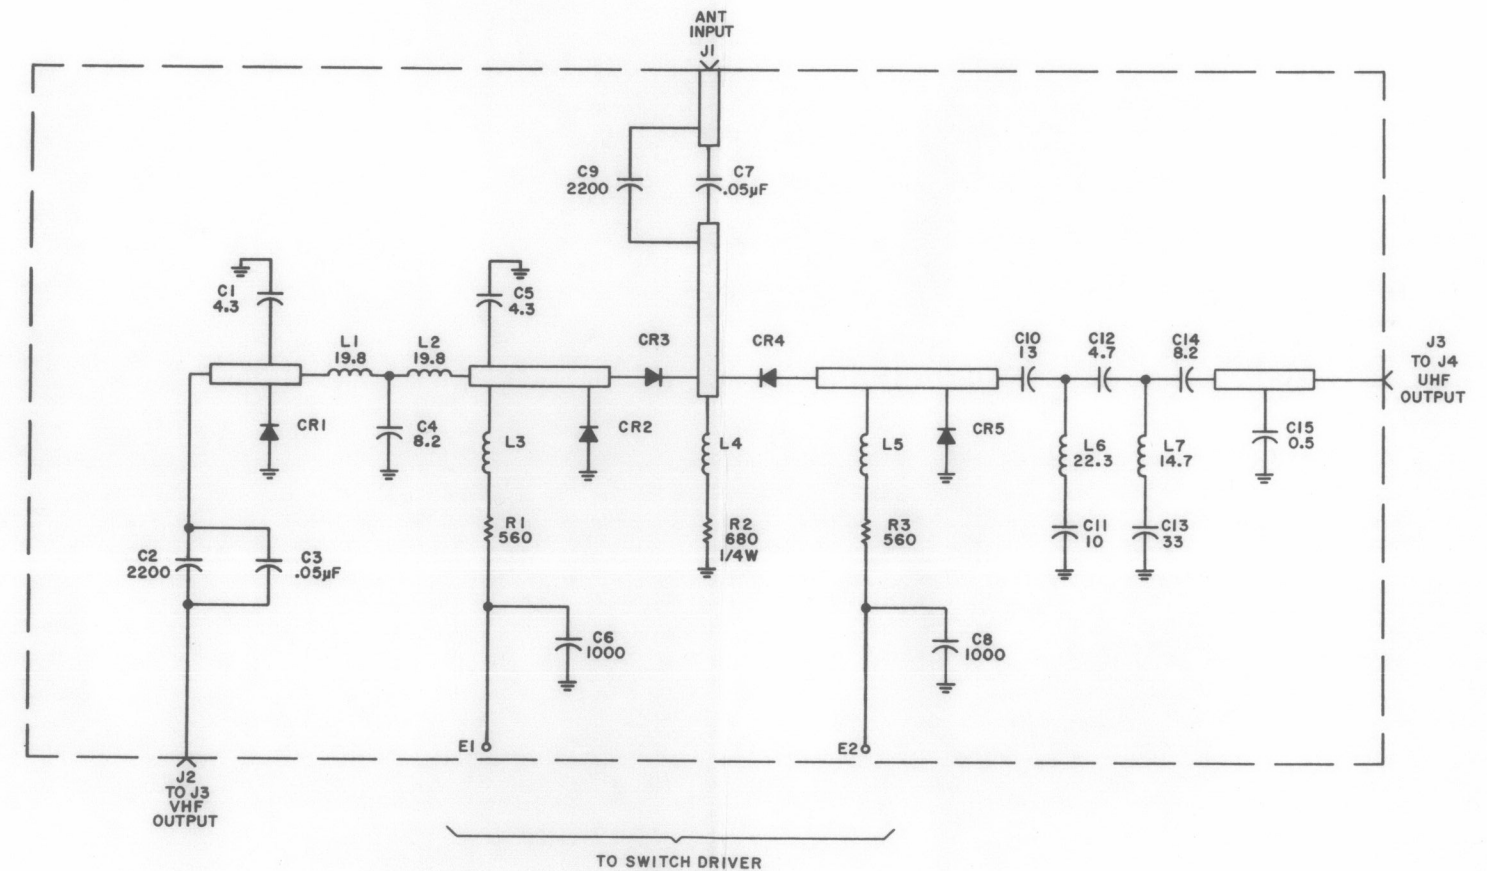 ANT
INPUT
J1
C9
2200
C7
.05µF
C1
4.3
C5
4.3
L1
19.8
L2
19.8
CR3
CR4
C10
13
C12
4.7
C14
8.2
J3
TO J4
UHF
OUTPUT
CR1
C4
8.2
L3
CR2
L4
L5
CR5
L6
22.3
L7
14.7
C15
0.5
R1
560
R2
680
1/4W
R3
560
C11
10
C13
33
C2
2200
C3
.05µF
C6
1000
C8
1000
E1
E2
J2
TO J3
VHF
OUTPUT
TO SWITCH DRIVER